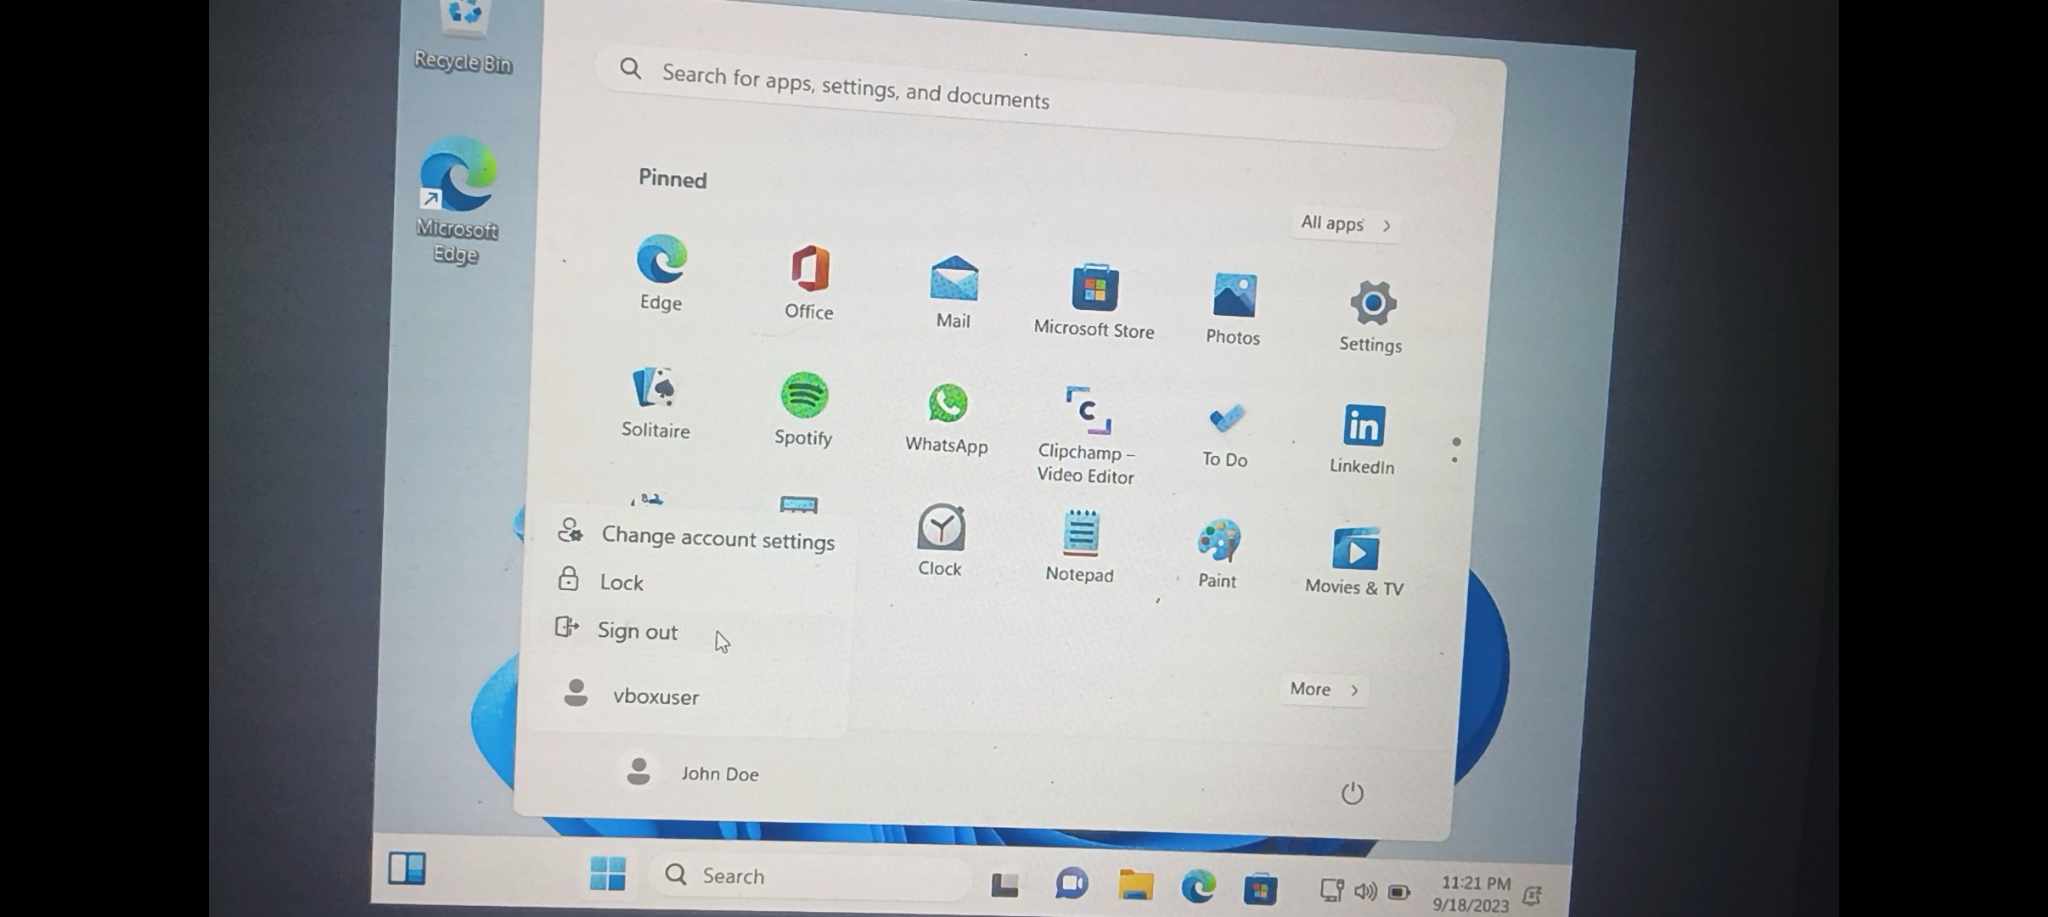 Recycle Bin
Microsoft
Edge
Search for apps, settings, and documents
Pinned
All apps
Edge
Office
Mail
Microsoft Store
Photos
Settings
Solitaire
Spotify
WhatsApp
Clipchamp –
Video Editor
To Do
LinkedIn
in
Clock
Notepad
Paint
Movies & TV
Change account settings
Lock
Sign out
vboxuser
More
John Doe
Search
11:21 PM
9/18/2023